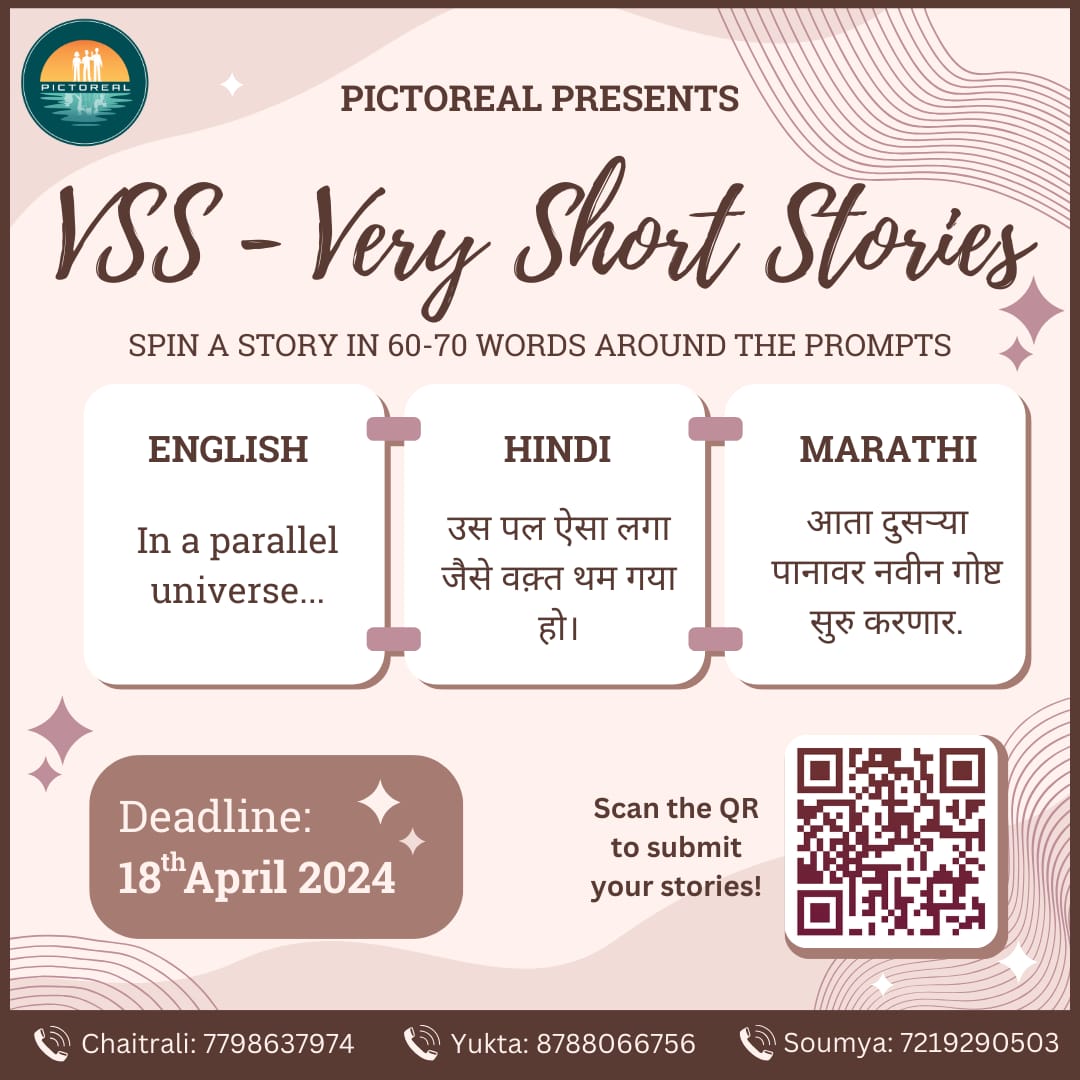 PICTOREAL
PICTOREAL PRESENTS
VSS - Very Short Stories
SPIN A STORY IN 60-70 WORDS AROUND THE PROMPTS
ENGLISH
In a parallel
universe...
HINDI
उस पल ऐसा लगा
जैसे वक़्त थम गया
हो।
MARATHI
आता दुसऱ्या
पानावर नवीन गोष्ट
सुरु करणार.
Deadline:
18th April 2024
Scan the QR
to submit
your stories!
Chaitrali: 7798637974
Yukta: 8788066756
Soumya: 7219290503